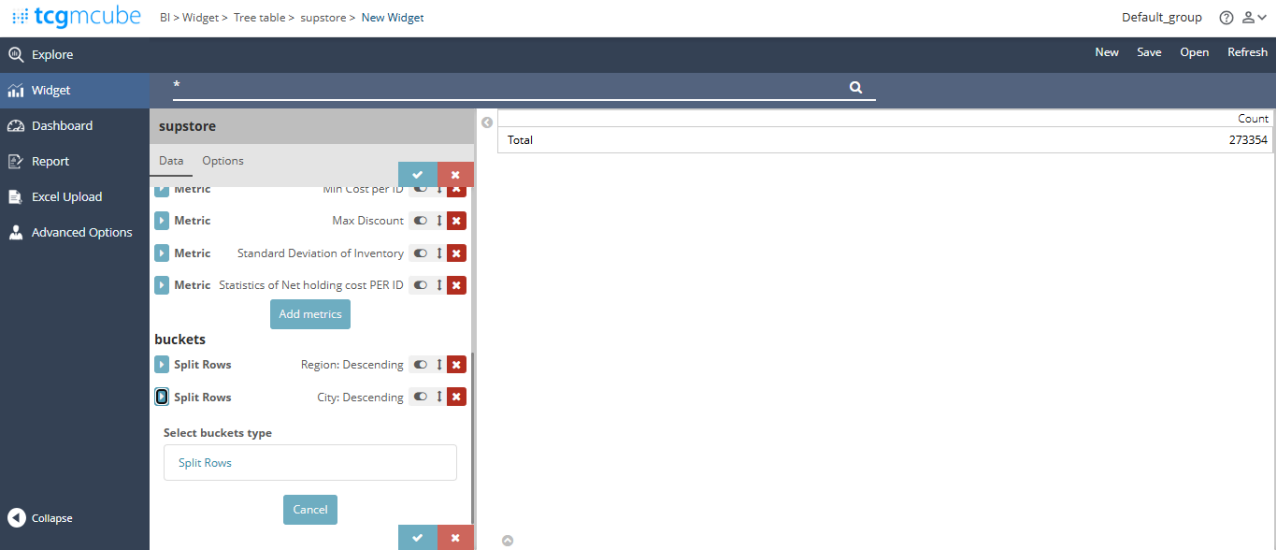 tcgmcube
BI > Widget > Tree table > supstore > New Widget
Default_group
Explore
New Save Open Refresh
Widget
*
supstore
Count
Total 273354
Dashboard
Data Options
Report
Metric Min Cost per ID
Excel Upload
Metric Max Discount
Advanced Options
Metric Standard Deviation of Inventory
Metric Statistics of Net holding cost PER ID
Add metrics
buckets
Split Rows Region: Descending
Split Rows City: Descending
Select buckets type
Split Rows
Cancel
Collapse